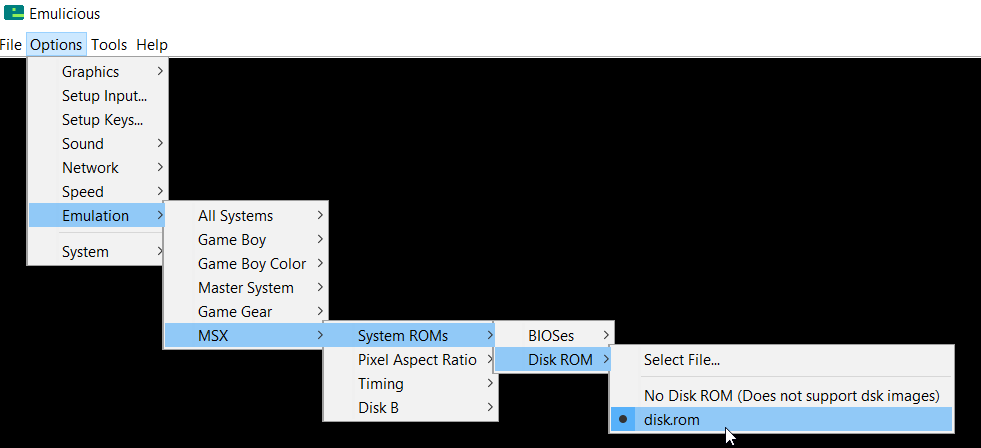 Emulicious
File Options Tools Help
Graphics
Setup Input...
Setup Keys...
Sound
Network
Speed
Emulation
System
All Systems
Game Boy
Game Boy Color
Master System
Game Gear
MSX
System ROMs
Pixel Aspect Ratio
Timing
Disk B
BIOSes
Disk ROM
Select File...
No Disk ROM (Does not support dsk images)
disk.rom